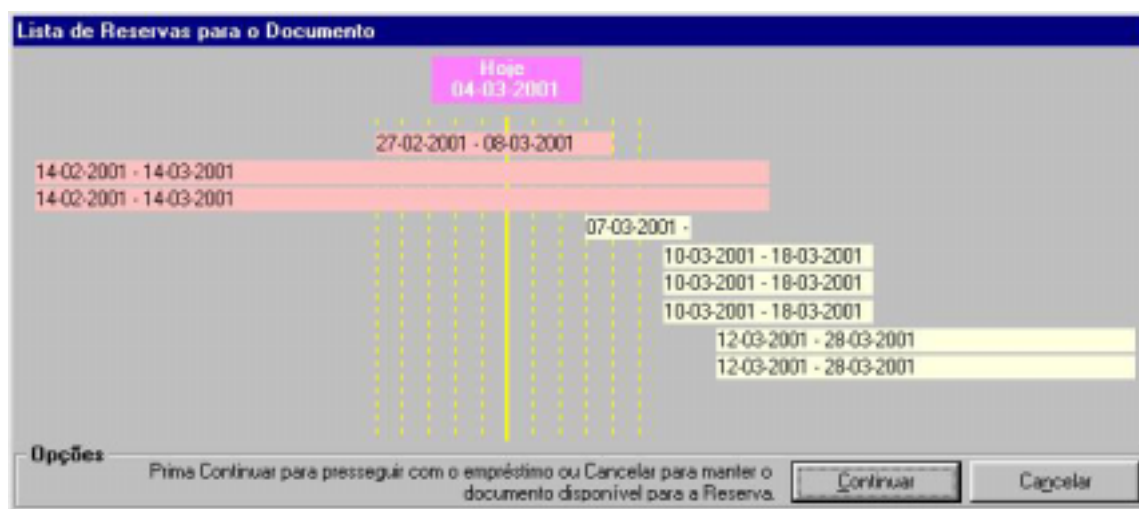 Lista de Reservas para o Documento
Hoje
04-03-2001
27-02-2001 - 08-03-2001
14-02-2001 - 14-03-2001
14-02-2001 - 14-03-2001
07-03-2001 -
10-03-2001 - 18-03-2001
10-03-2001 - 18-03-2001
10-03-2001 - 18-03-2001
12-03-2001 - 28-03-2001
12-03-2001 - 28-03-2001
Opções
Prima Continuar para presseguir com o empréstimo ou Cancelar para manter o
documento disponível para a Reserva.
Continuar
Cancelar